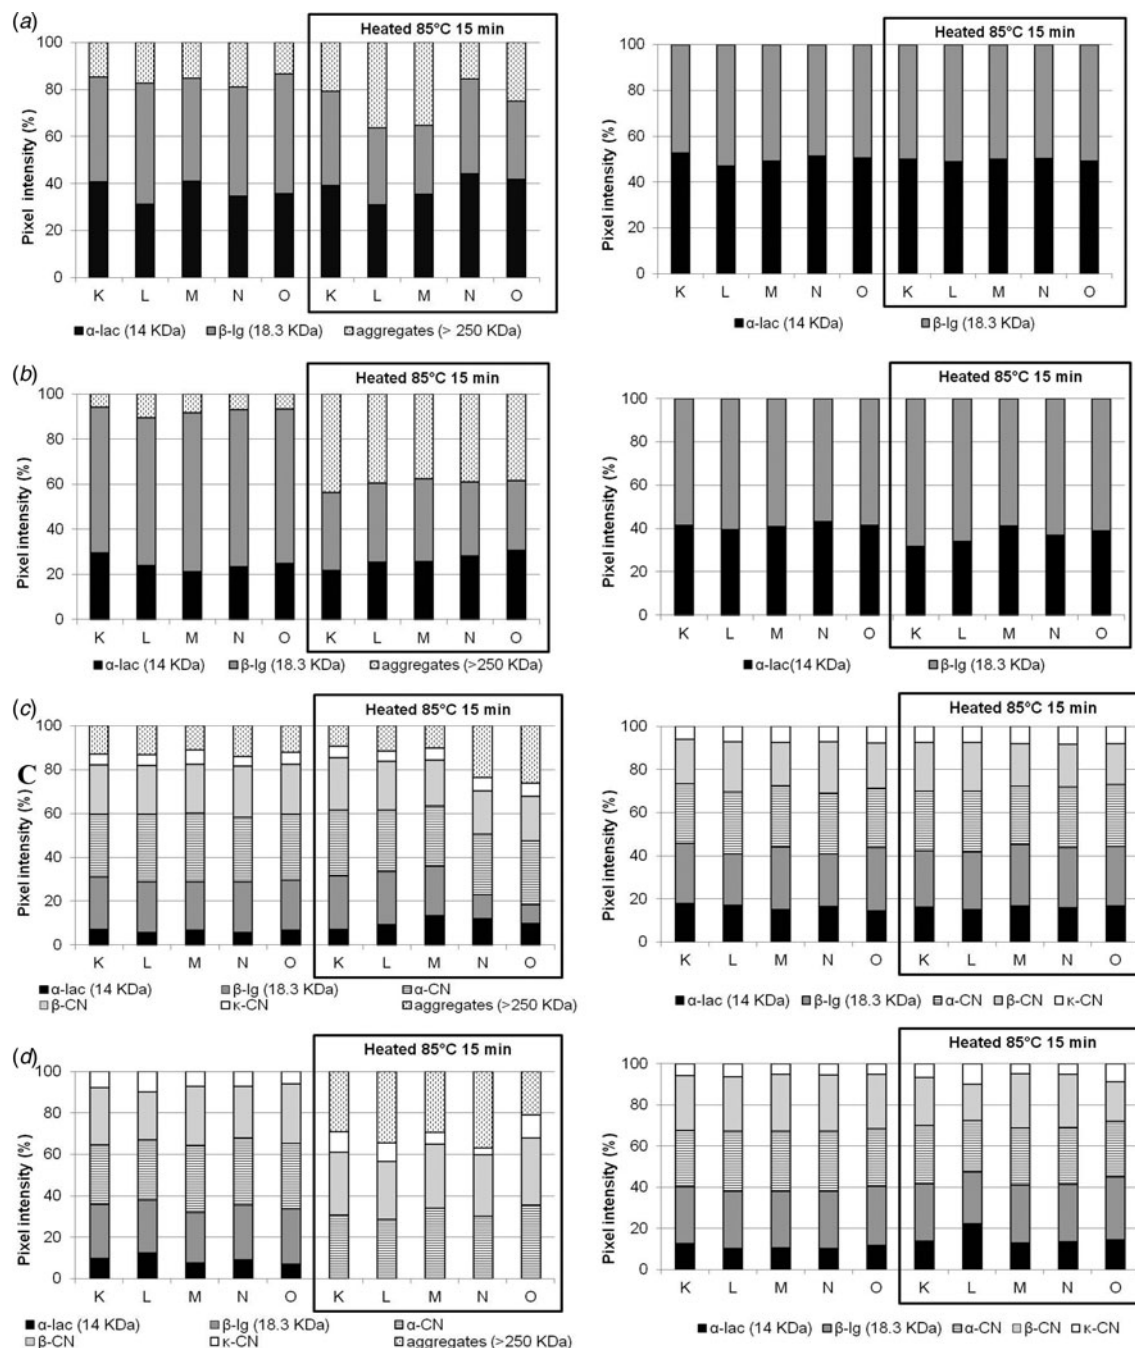 (a)
Heated 85°C 15 min
Pixel intensity (%)
100
80
60
40
20
0
K L M N O K L M N O
α-lac (14 KDa) β-lg (18.3 KDa) aggregates (> 250 KDa)
Heated 85°C 15 min
Pixel intensity (%)
100
80
60
40
20
0
K L M N O K L M N O
α-lac (14 KDa) β-lg (18.3 KDa)
(b)
Heated 85°C 15 min
Pixel intensity (%)
100
80
60
40
20
0
K L M N O K L M N O
α-lac (14 KDa) β-lg (18.3 KDa) aggregates (>250 KDa)
Heated 85°C 15 min
Pixel intensity (%)
100
80
60
40
20
0
K L M N O K L M N O
α-lac(14 KDa) β-lg (18.3 KDa)
(c)
Heated 85°C 15 min
C
Pixel intensity (%)
100
80
60
40
20
0
K L M N O K L M N O
α-lac (14 KDa) β-lg (18.3 KDa) α-CN
β-CN κ-CN aggregates (>250 KDa)
Heated 85°C 15 min
Pixel intensity (%)
100
80
60
40
20
0
K L M N O K L M N O
α-lac (14 KDa) β-lg (18.3 KDa) α-CN β-CN κ-CN
(d)
Heated 85°C 15 min
Pixel intensity (%)
100
80
60
40
20
0
K L M N O K L M N O
α-lac (14 KDa) β-lg (18.3 KDa) α-CN
β-CN κ-CN aggregates (>250 KDa)
Heated 85°C 15 min
Pixel intensity (%)
100
80
60
40
20
0
K L M N O K L M N O
α-lac (14 KDa) β-lg (18.3 KDa) α-CN β-CN κ-CN